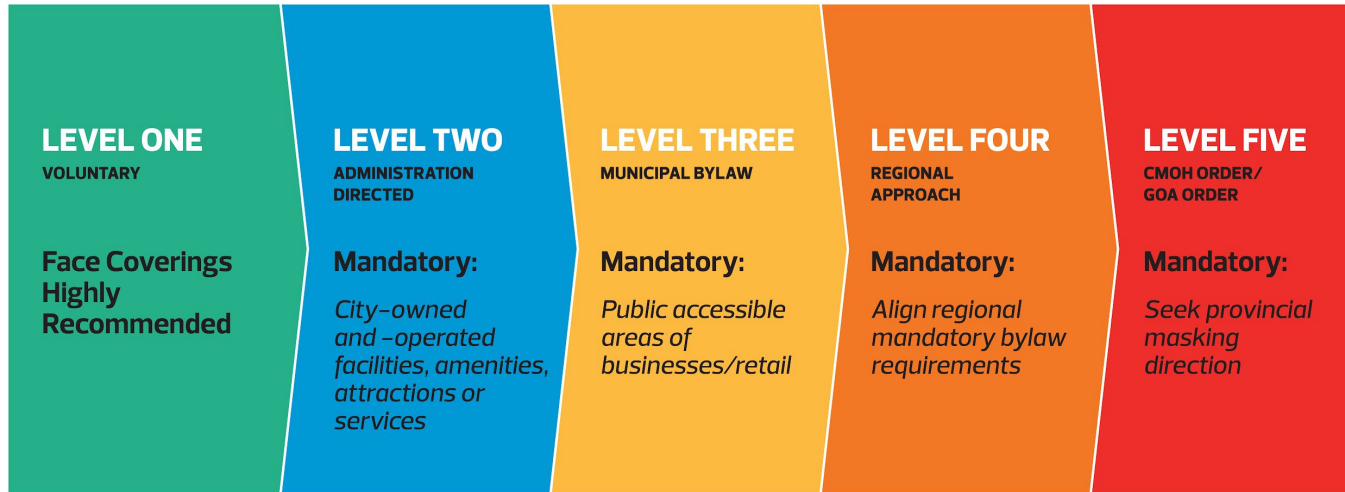 LEVEL ONE
VOLUNTARY
Face Coverings
Highly
Recommended
LEVEL TWO
ADMINISTRATION
DIRECTED
Mandatory:
City-owned
and -operated
facilities, amenities,
attractions or
services
LEVEL THREE
MUNICIPAL BYLAW
Mandatory:
Public accessible
areas of
businesses/retail
LEVEL FOUR
REGIONAL
APPROACH
Mandatory:
Align regional
mandatory bylaw
requirements
LEVEL FIVE
CMOH ORDER/
GOA ORDER
Mandatory:
Seek provincial
masking
direction